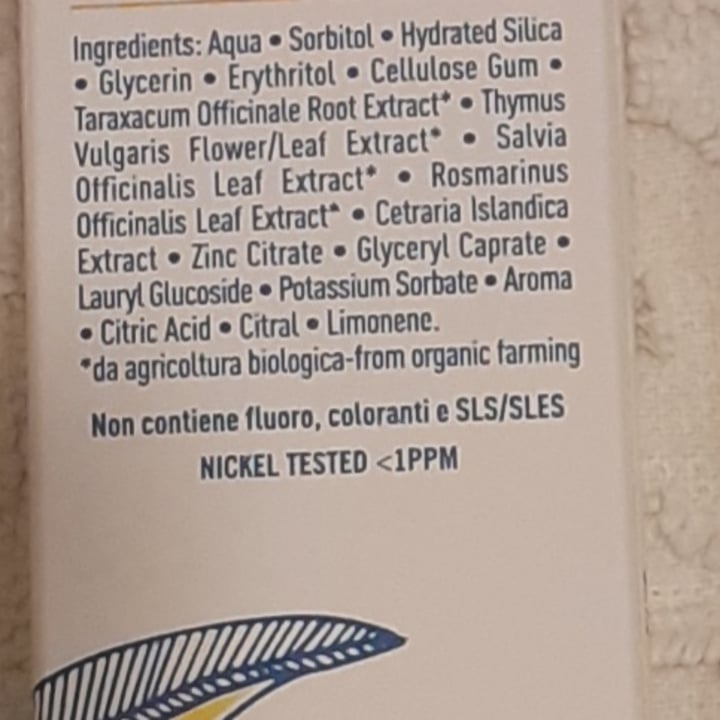 Ingredients: Aqua • Sorbitol • Hydrated Silica
• Glycerin • Erythritol • Cellulose Gum •
Taraxacum Officinale Root Extract* • Thymus
Vulgaris Flower/Leaf Extract* • Salvia
Officinalis Leaf Extract* • Rosmarinus
Officinalis Leaf Extract* • Cetraria Islandica
Extract • Zinc Citrate • Glyceryl Caprate •
Lauryl Glucoside • Potassium Sorbate • Aroma
• Citric Acid • Citral • Limonene.
*da agricoltura biologica-from organic farming
Non contiene fluoro, coloranti e SLS/SLES
NICKEL TESTED <1PPM